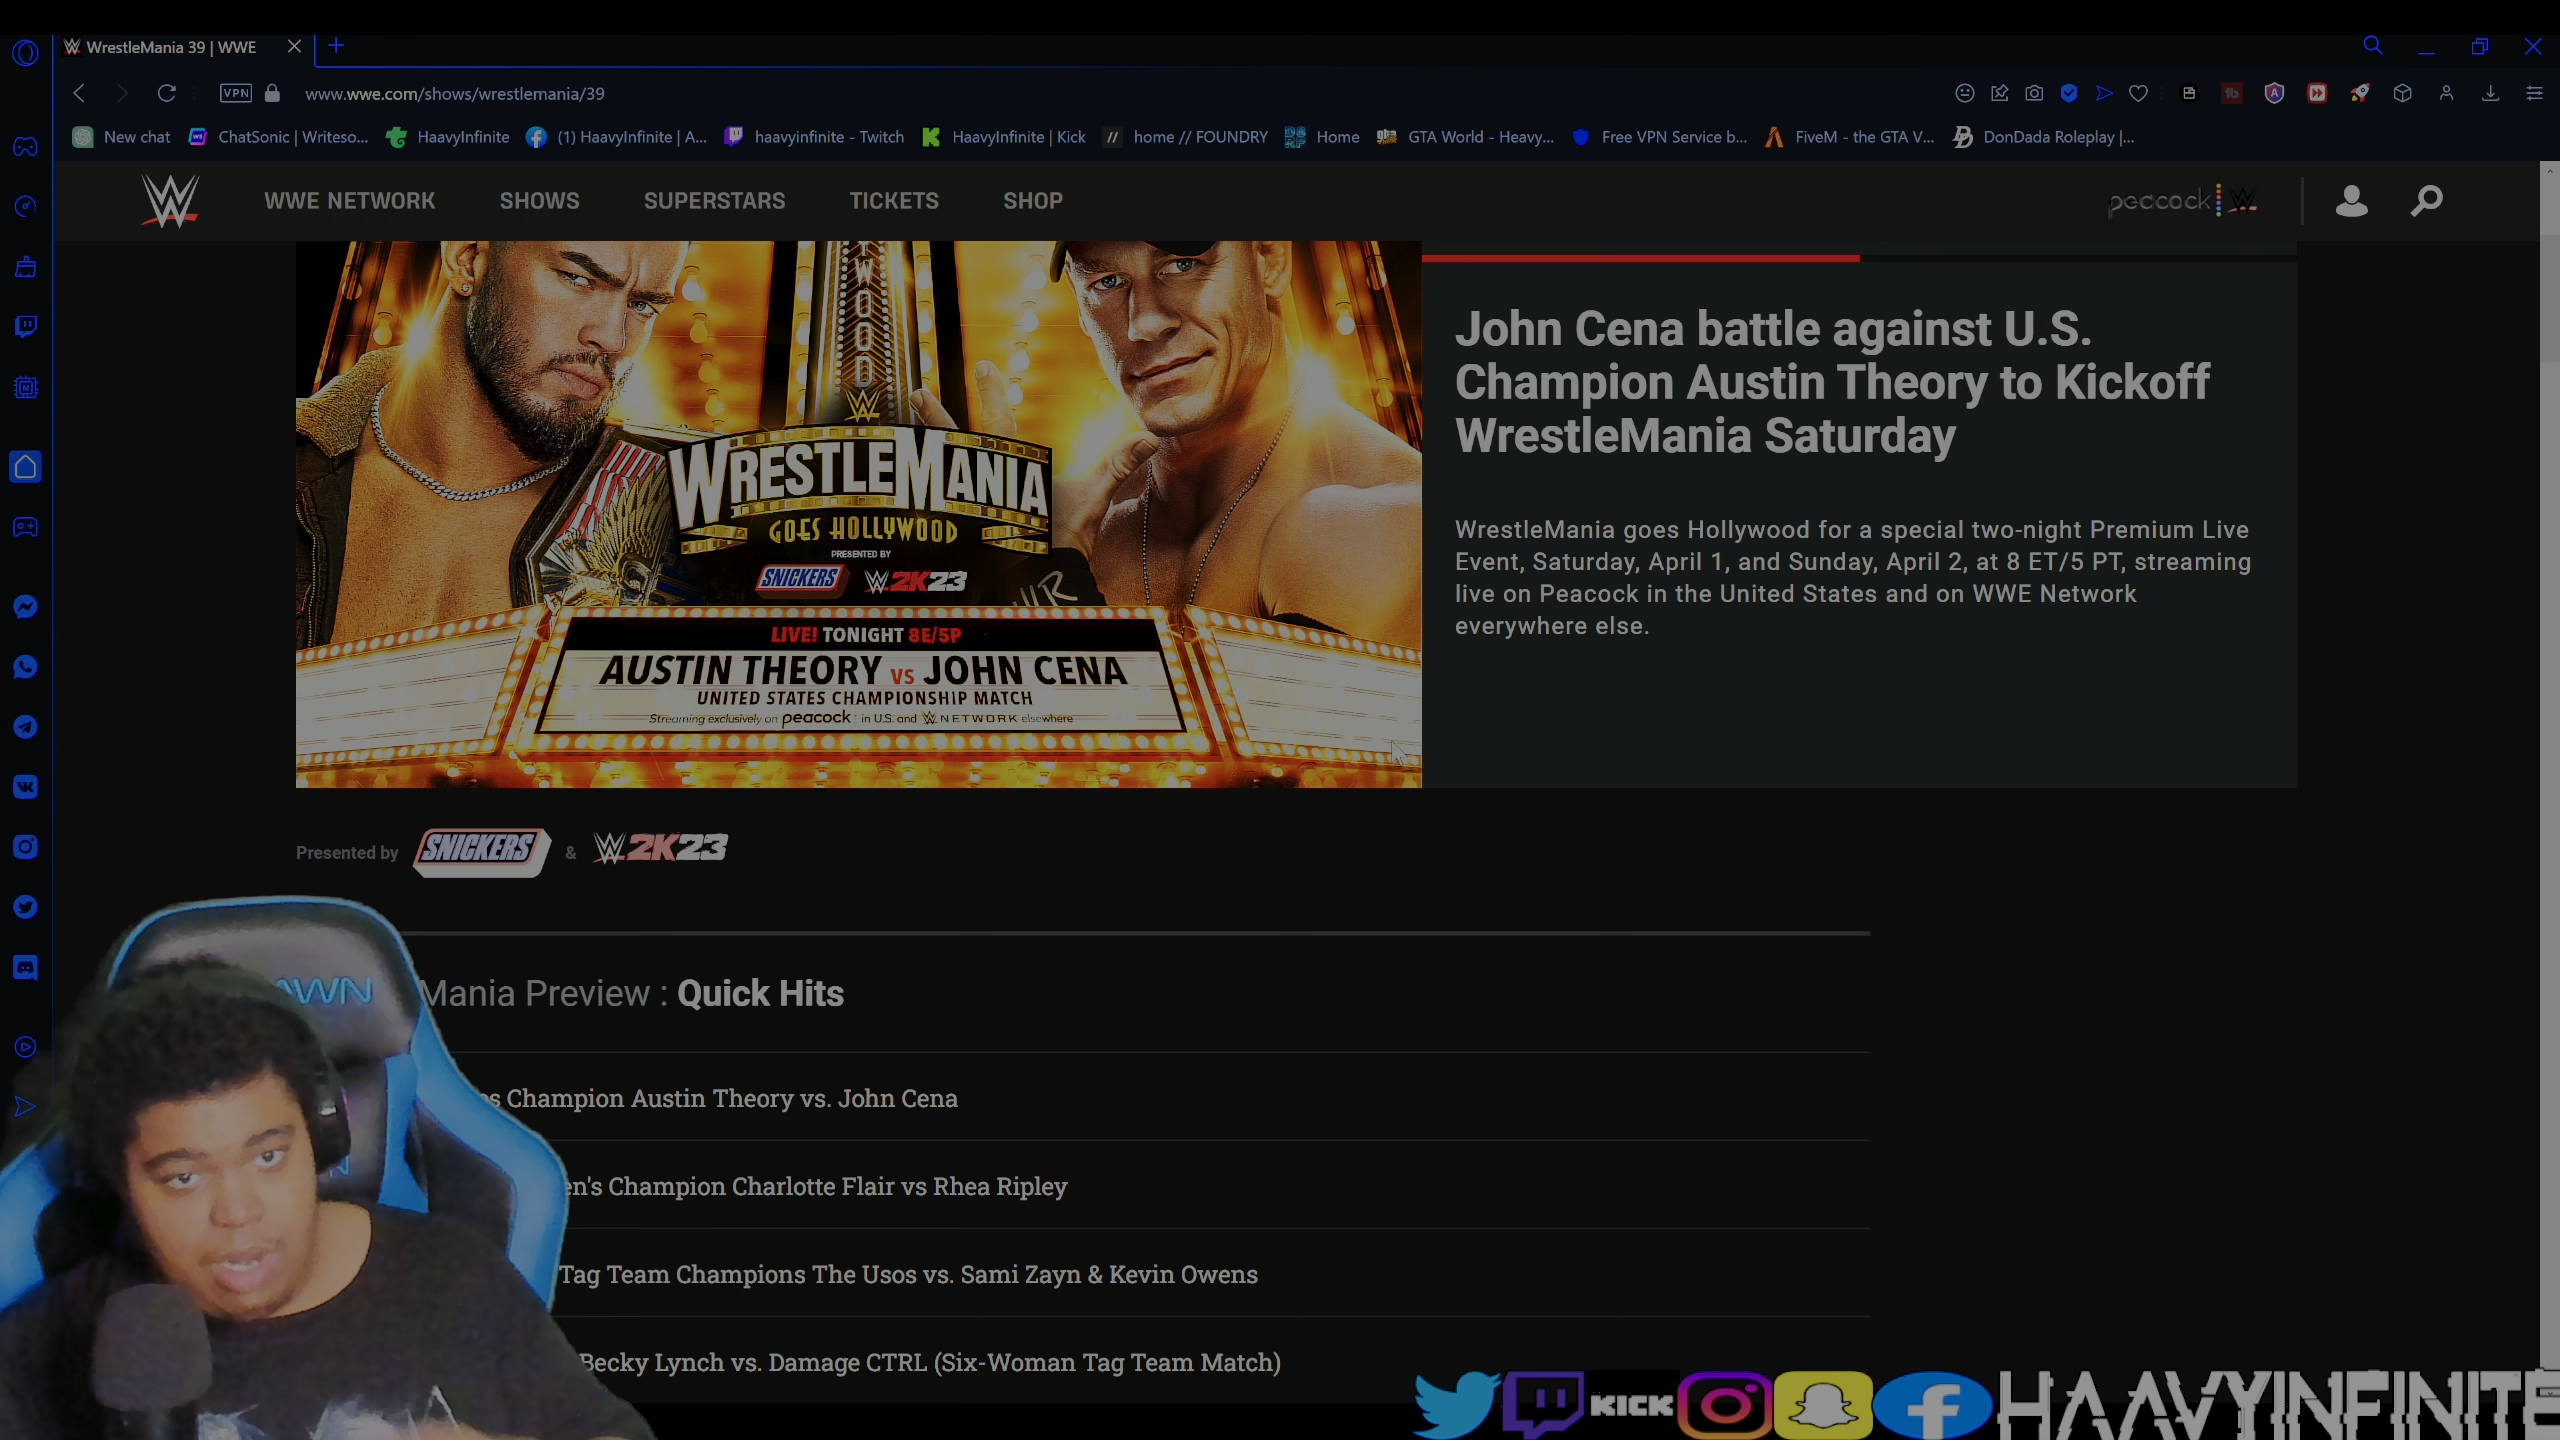 WrestleMania 39 | WWE
VPN
www.wwe.com/shows/wrestlemania/39
New chat
ChatSonic | Writeso...
HaavyInfinite
(1) HaavyInfinite | A...
haavyinfinite - Twitch
HaavyInfinite | Kick
home // FOUNDRY
Home
GTA World - Heavy...
Free VPN Service b...
FiveM - the GTA V...
DonDada Roleplay |...
WWE NETWORK
SHOWS
SUPERSTARS
TICKETS
SHOP
peacock
WRESTLEMANIA
GOES HOLLYWOOD
PRESENTED BY
SNICKERS
W2K23
LIVE! TONIGHT 8E/5P
AUSTIN THEORY VS JOHN CENA
UNITED STATES CHAMPIONSHIP MATCH
Streaming exclusively on peacock in U.S. and W NETWORK elsewhere
John Cena battle against U.S.
Champion Austin Theory to Kickoff
WrestleMania Saturday
WrestleMania goes Hollywood for a special two-night Premium Live
Event, Saturday, April 1, and Sunday, April 2, at 8 ET/5 PT, streaming
live on Peacock in the United States and on WWE Network
everywhere else.
Presented by SNICKERS & W2K23
Mania Preview : Quick Hits
Champion Austin Theory vs. John Cena
Champion Charlotte Flair vs Rhea Ripley
Tag Team Champions The Usos vs. Sami Zayn & Kevin Owens
Becky Lynch vs. Damage CTRL (Six-Woman Tag Team Match)
KICK
HAAVYINFINITE